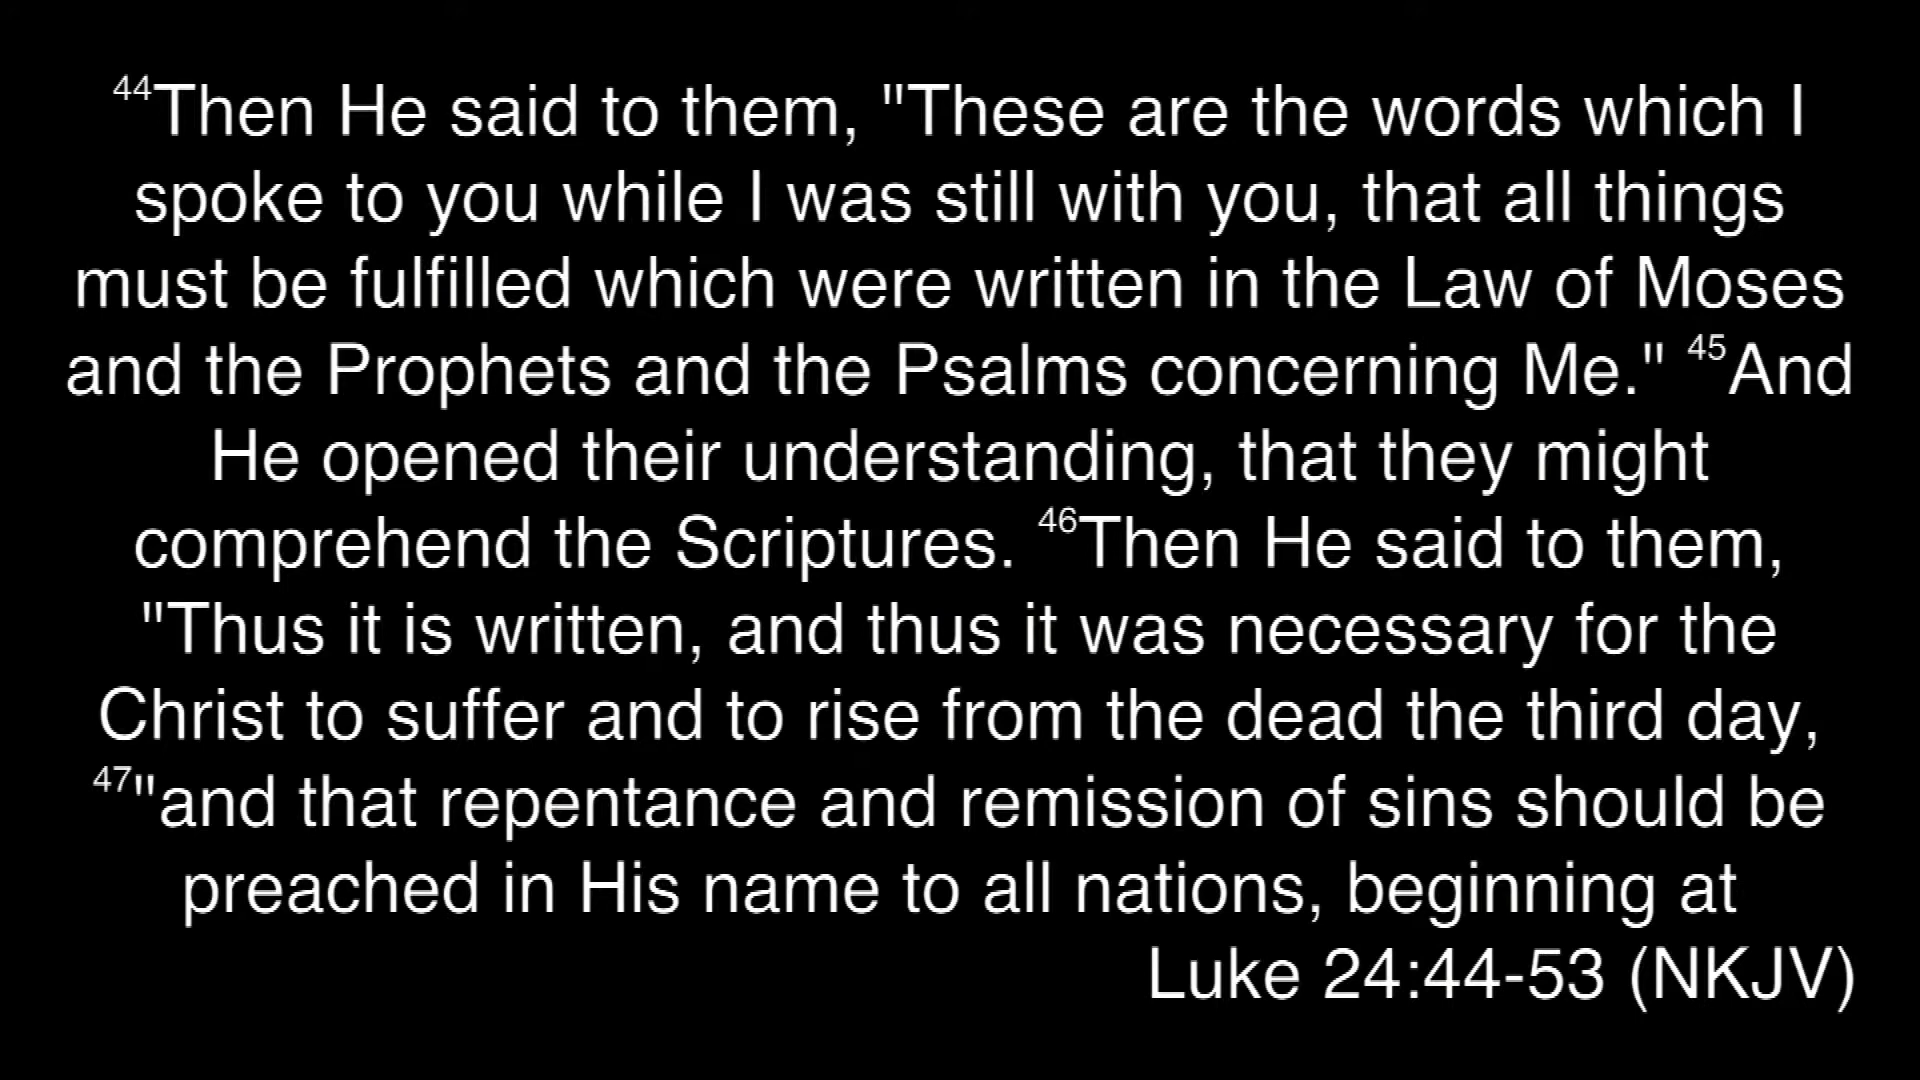 44Then He said to them, "These are the words which I
spoke to you while I was still with you, that all things
must be fulfilled which were written in the Law of Moses
and the Prophets and the Psalms concerning Me." 45And
He opened their understanding, that they might
comprehend the Scriptures. 46Then He said to them,
"Thus it is written, and thus it was necessary for the
Christ to suffer and to rise from the dead the third day,
47"and that repentance and remission of sins should be
preached in His name to all nations, beginning at
Luke 24:44-53 (NKJV)